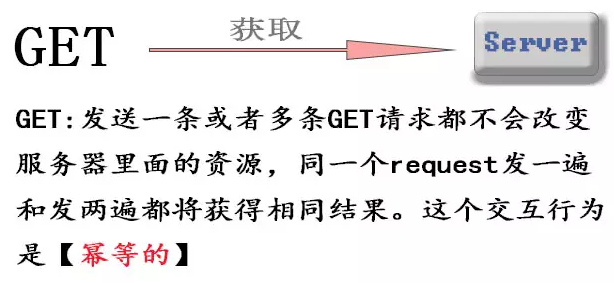 GET
获取
Server
GET:发送一条或者多条GET请求都不会改变
服务器里面的资源，同一个request发一遍
和发两遍都将获得相同结果。这个交互行为
是【幂等的】